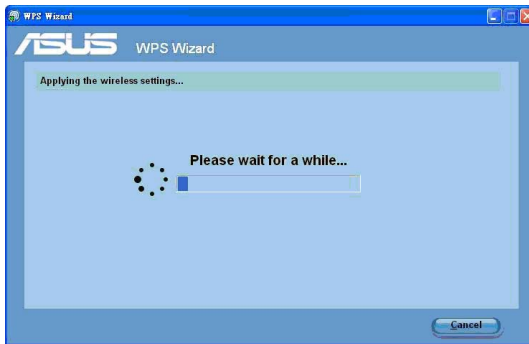 WPS Wizard
ASUS WPS Wizard
Applying the wireless settings...
Please wait for a while...
Cancel